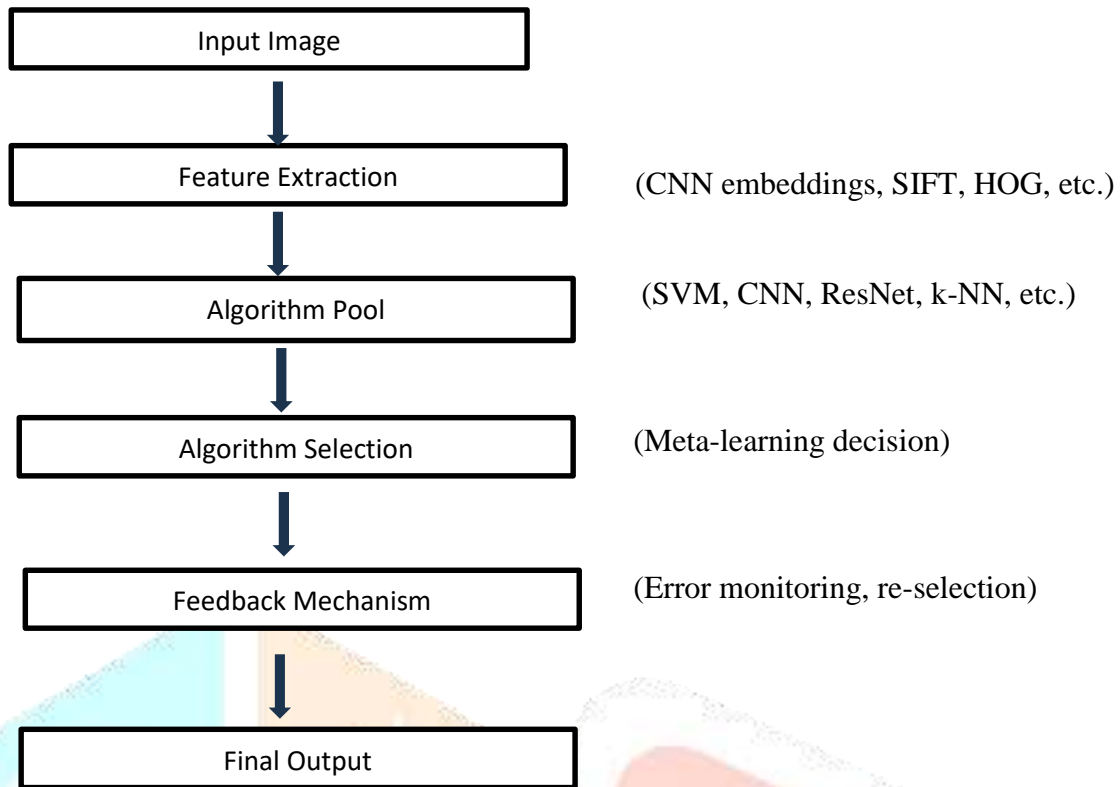 Input Image
Feature Extraction
(CNN embeddings, SIFT, HOG, etc.)
Algorithm Pool
(SVM, CNN, ResNet, k-NN, etc.)
Algorithm Selection
(Meta-learning decision)
Feedback Mechanism
(Error monitoring, re-selection)
Final Output